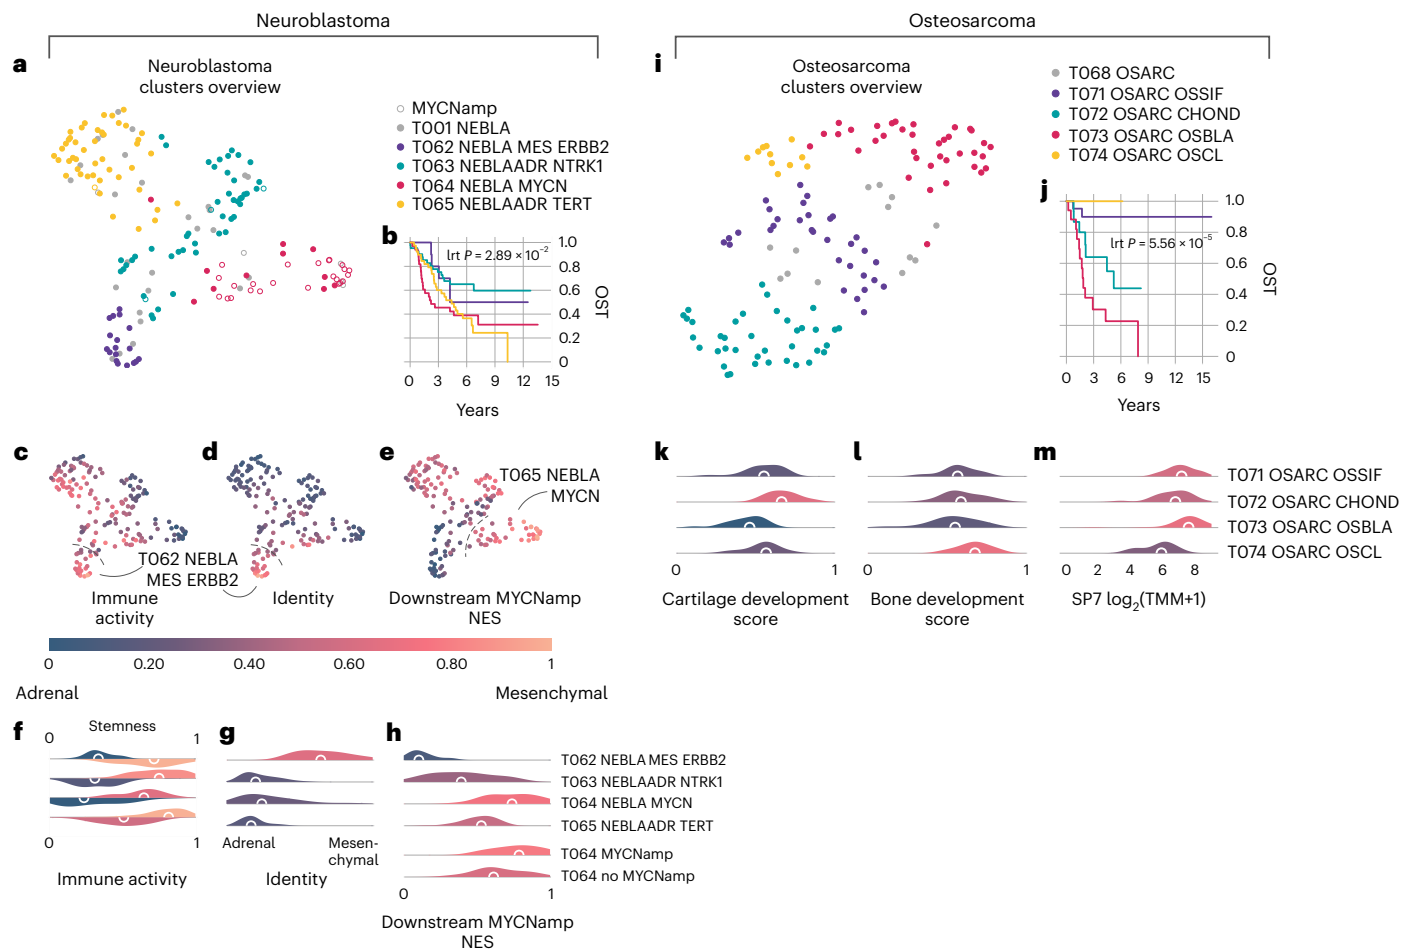 Neuroblastoma
a
Neuroblastoma
clusters overview
MYCNamp
T001 NEBLA
T062 NEBLA MES ERBB2
T063 NEBLAADR NTRK1
T064 NEBLA MYCN
T065 NEBLAADR TERT
b
lrt P = 2.89 × 10⁻²
1.0
0.8
0.6
0.4
0.2
0
OST
0 3 6 9 12 15
Years
c
T062 NEBLA
MES ERBB2
Immune
activity
d
Identity
e
T065 NEBLA
MYCN
Downstream MYCNamp
NES
0 0.20 0.40 0.60 0.80 1
Adrenal Mesenchymal
f
Stemness
0 1
0 1
Immune activity
g
Adrenal
Mesen-
chymal
Identity
h
T062 NEBLA MES ERBB2
T063 NEBLAADR NTRK1
T064 NEBLA MYCN
T065 NEBLAADR TERT
T064 MYCNamp
T064 no MYCNamp
0 1
Downstream MYCNamp
NES
Osteosarcoma
i
Osteosarcoma
clusters overview
T068 OSARC
T071 OSARC OSSIF
T072 OSARC CHOND
T073 OSARC OSBLA
T074 OSARC OSCL
j
lrt P = 5.56 × 10⁻⁵
1.0
0.8
0.6
0.4
0.2
0
OST
0 3 6 9 12 15
Years
k
0 1
Cartilage development
score
l
0 1
Bone development
score
m
T071 OSARC OSSIF
T072 OSARC CHOND
T073 OSARC OSBLA
T074 OSARC OSCL
0 2 4 6 8
SP7 log₂(TMM+1)